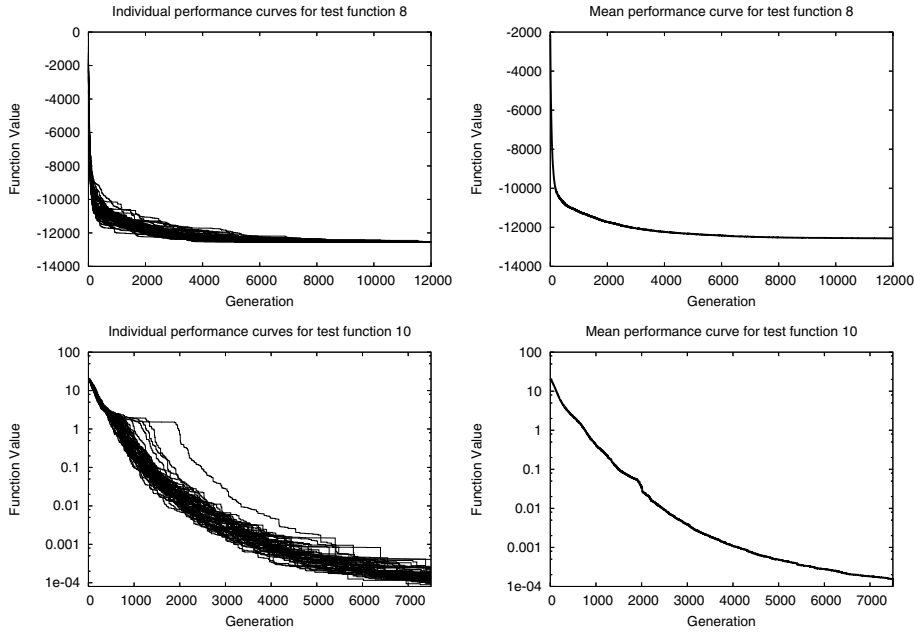 Individual performance curves for test function 8
0
-2000
-4000
-6000
-8000
-10000
-12000
-14000
Function Value
0 2000 4000 6000 8000 10000 12000
Generation
Mean performance curve for test function 8
-2000
-4000
-6000
-8000
-10000
-12000
-14000
Function Value
0 2000 4000 6000 8000 10000 12000
Generation
Individual performance curves for test function 10
100
10
1
0.1
0.01
0.001
1e-04
Function Value
0 1000 2000 3000 4000 5000 6000 7000
Generation
Mean performance curve for test function 10
100
10
1
0.1
0.01
0.001
1e-04
Function Value
0 1000 2000 3000 4000 5000 6000 7000
Generation